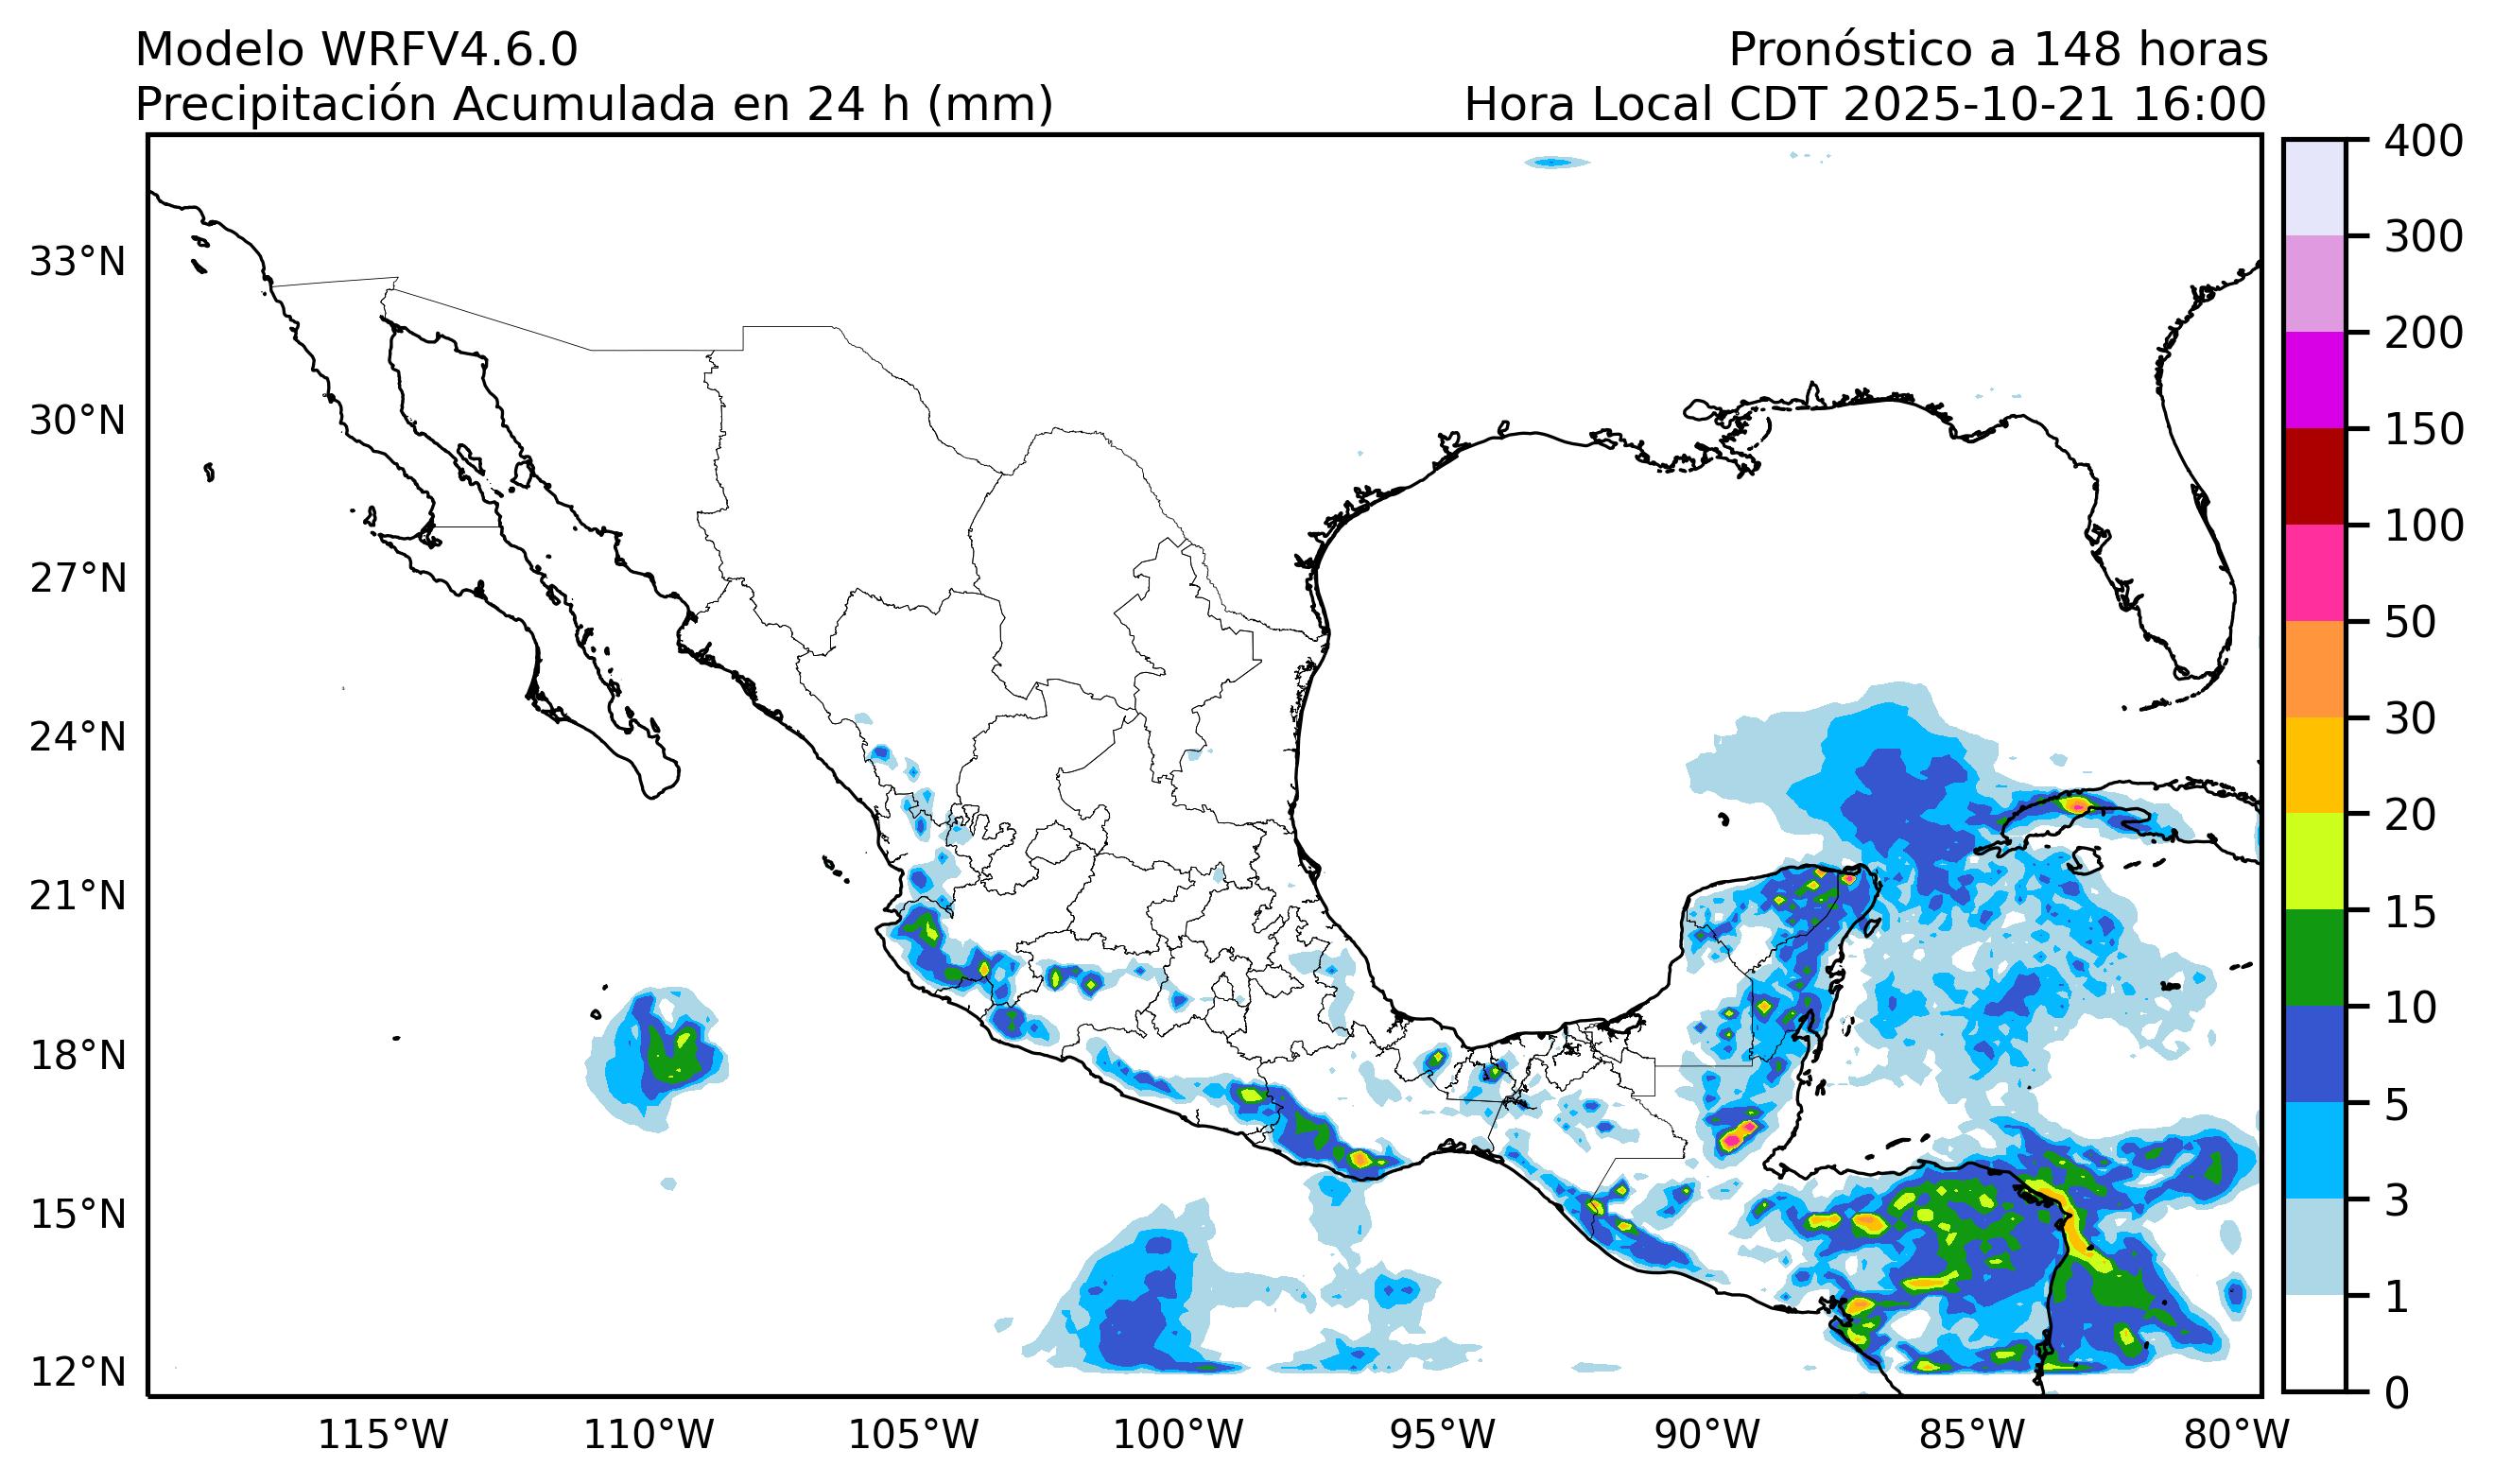 Modelo WRFV4.6.0
Pronóstico a 148 horas
Precipitación Acumulada en 24 h (mm)
Hora Local CDT 2025-10-21 16:00
33°N
30°N
27°N
24°N
21°N
18°N
15°N
12°N
115°W
110°W
105°W
100°W
95°W
90°W
85°W
80°W
400
300
200
150
100
50
30
20
15
10
5
3
1
0